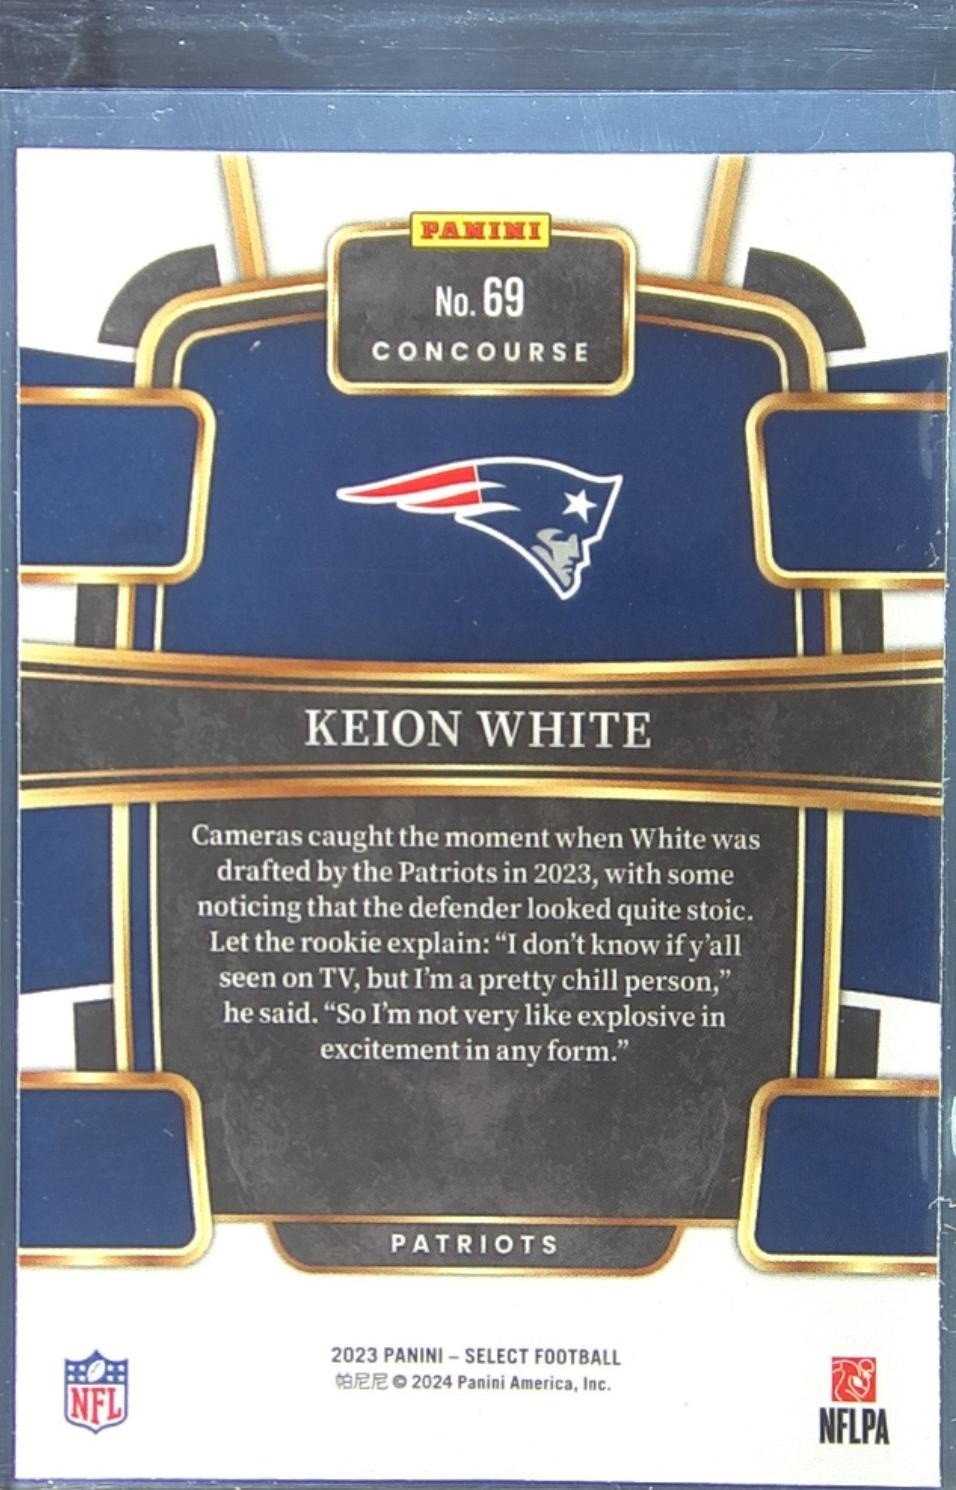 PANINI
No. 69
CONCOURSE
KEION WHITE
Cameras caught the moment when White was
drafted by the Patriots in 2023, with some
noticing that the defender looked quite stoic.
Let the rookie explain: “I don’t know if y’all
seen on TV, but I’m a pretty chill person,”
he said. “So I’m not very like explosive in
excitement in any form.”
PATRIOTS
2023 PANINI – SELECT FOOTBALL
帕尼尼 © 2024 Panini America, Inc.
NFL
NFLPA